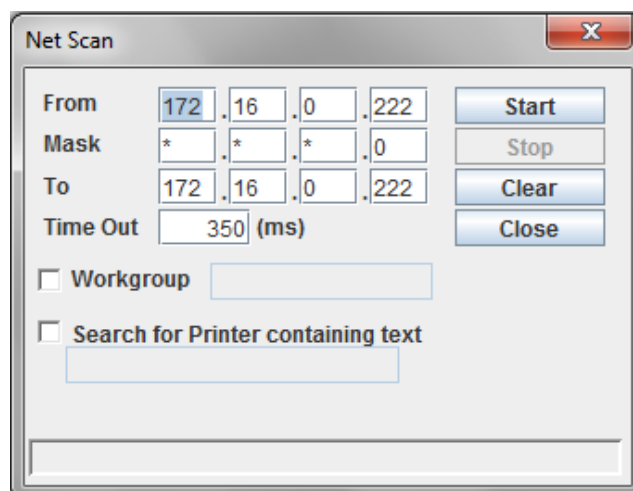 Net Scan
From 172 . 16 . 0 . 222 Start
Mask * . * . * . 0 Stop
To 172 . 16 . 0 . 222 Clear
Time Out 350 (ms) Close
Workgroup
Search for Printer containing text